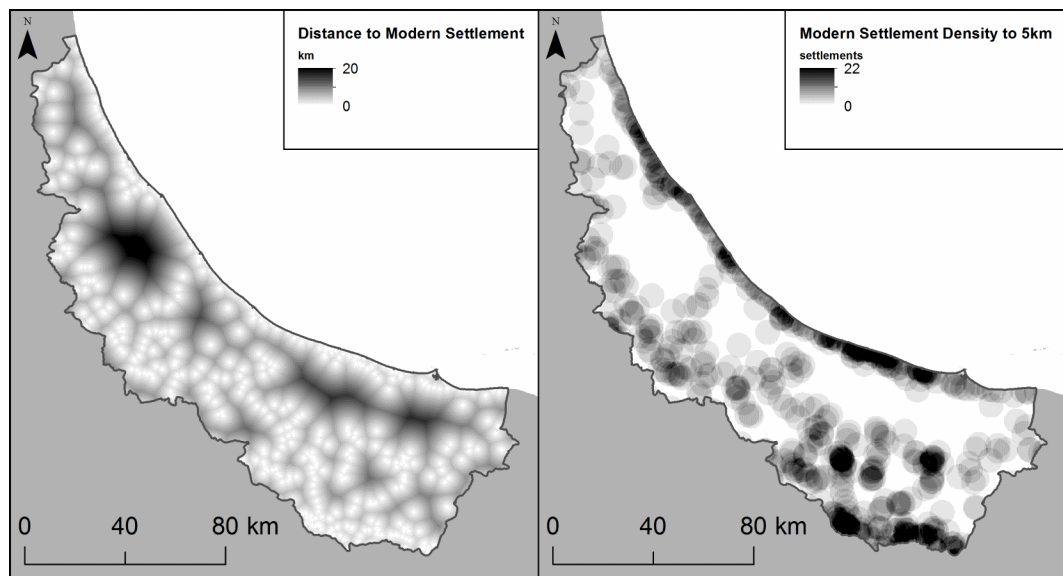 N
Distance to Modern Settlement
km
20
0
0 40 80 km
N
Modern Settlement Density to 5km
settlements
22
0
0 40 80 km